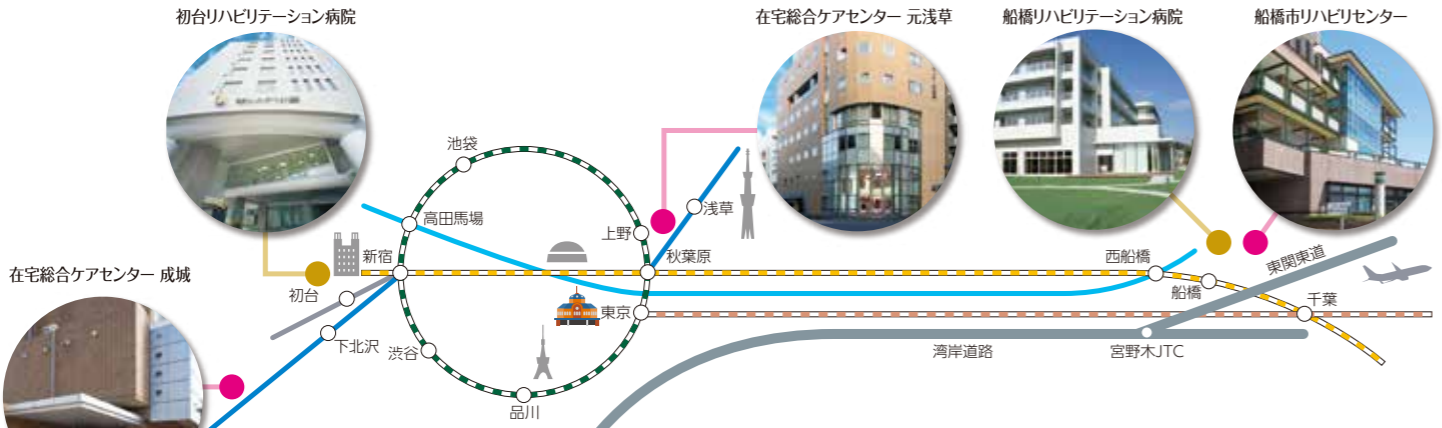 初台リハビリテーション病院
在宅総合ケアセンター 元浅草
船橋リハビリテーション病院
船橋市リハビリセンター
池袋
高田馬場
浅草
上野
新宿
秋葉原
西船橋
東関東道
在宅総合ケアセンター 成城
初台
船橋
千葉
東京
下北沢
渋谷
湾岸道路
宮野木JTC
品川